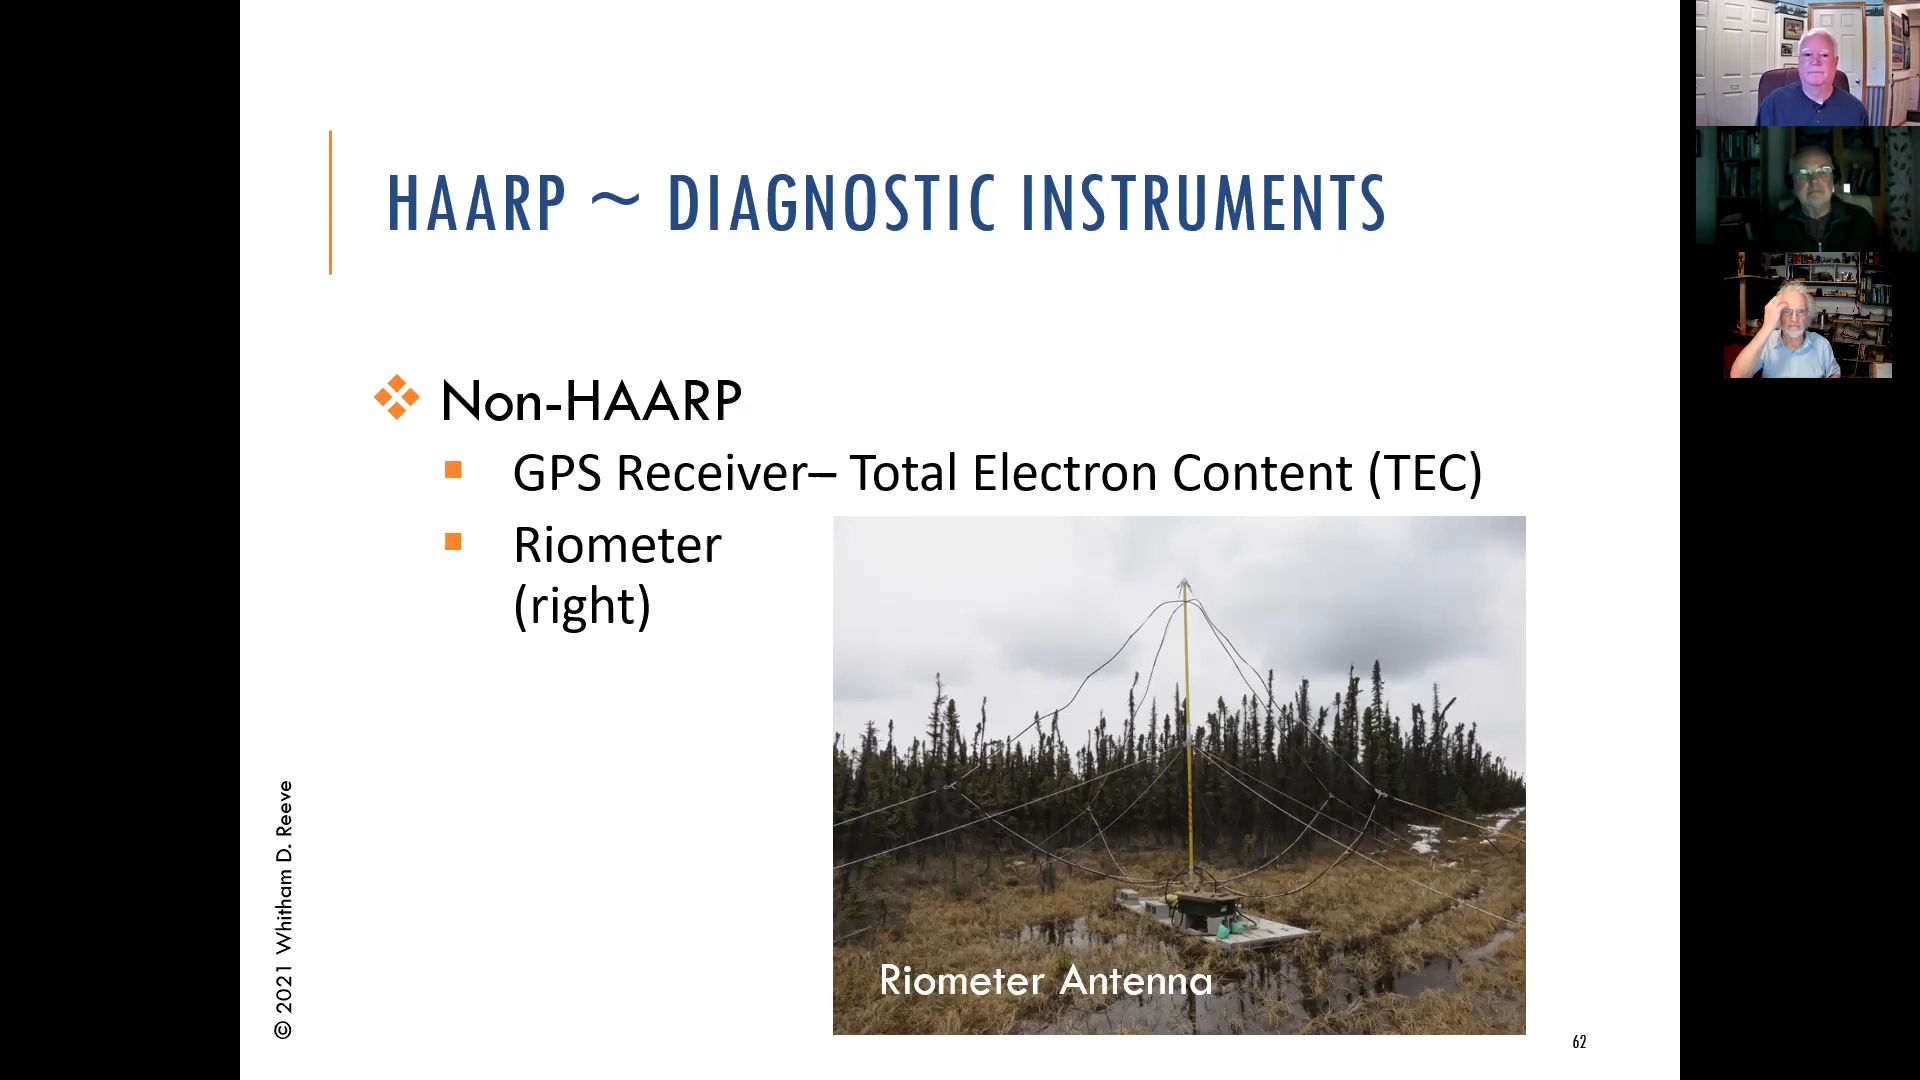 HAARP ~ DIAGNOSTIC INSTRUMENTS
Non-HAARP
GPS Receiver– Total Electron Content (TEC)
Riometer
(right)
Riometer Antenna
© 2021 Whitham D. Reeve
62